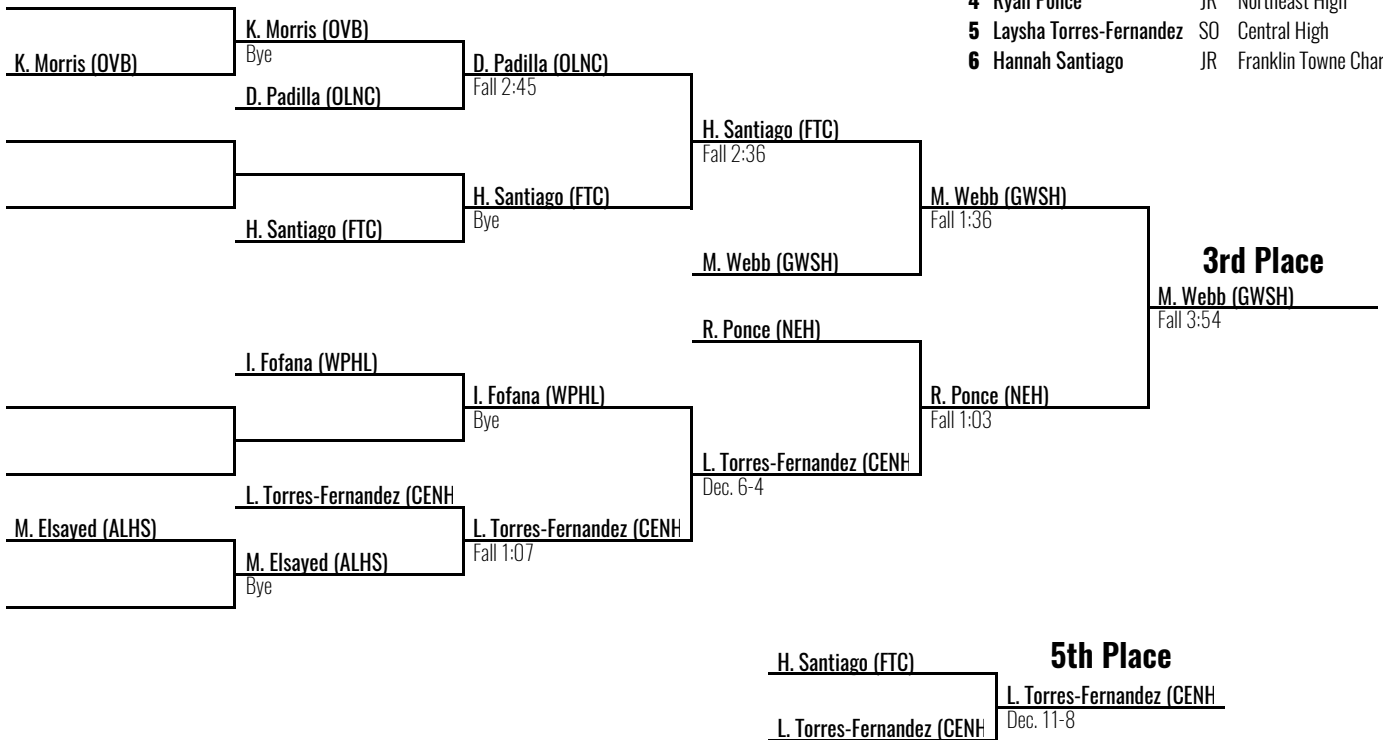 4 Ryan Ponce JR Northeast High
5 Laysha Torres-Fernandez SO Central High
6 Hannah Santiago JR Franklin Towne Char
K. Morris (OVB)
K. Morris (OVB)
Bye
D. Padilla (OLNC)
D. Padilla (OLNC)
Fall 2:45
H. Santiago (FTC)
Fall 2:36
H. Santiago (FTC)
H. Santiago (FTC)
Bye
M. Webb (GWSH)
M. Webb (GWSH)
Fall 1:36
3rd Place
M. Webb (GWSH)
Fall 3:54
R. Ponce (NEH)
R. Ponce (NEH)
Fall 1:03
I. Fofana (WPHL)
I. Fofana (WPHL)
Bye
L. Torres-Fernandez (CENH
Dec. 6-4
L. Torres-Fernandez (CENH
L. Torres-Fernandez (CENH
Fall 1:07
M. Elsayed (ALHS)
M. Elsayed (ALHS)
Bye
5th Place
H. Santiago (FTC)
L. Torres-Fernandez (CENH
L. Torres-Fernandez (CENH
Dec. 11-8